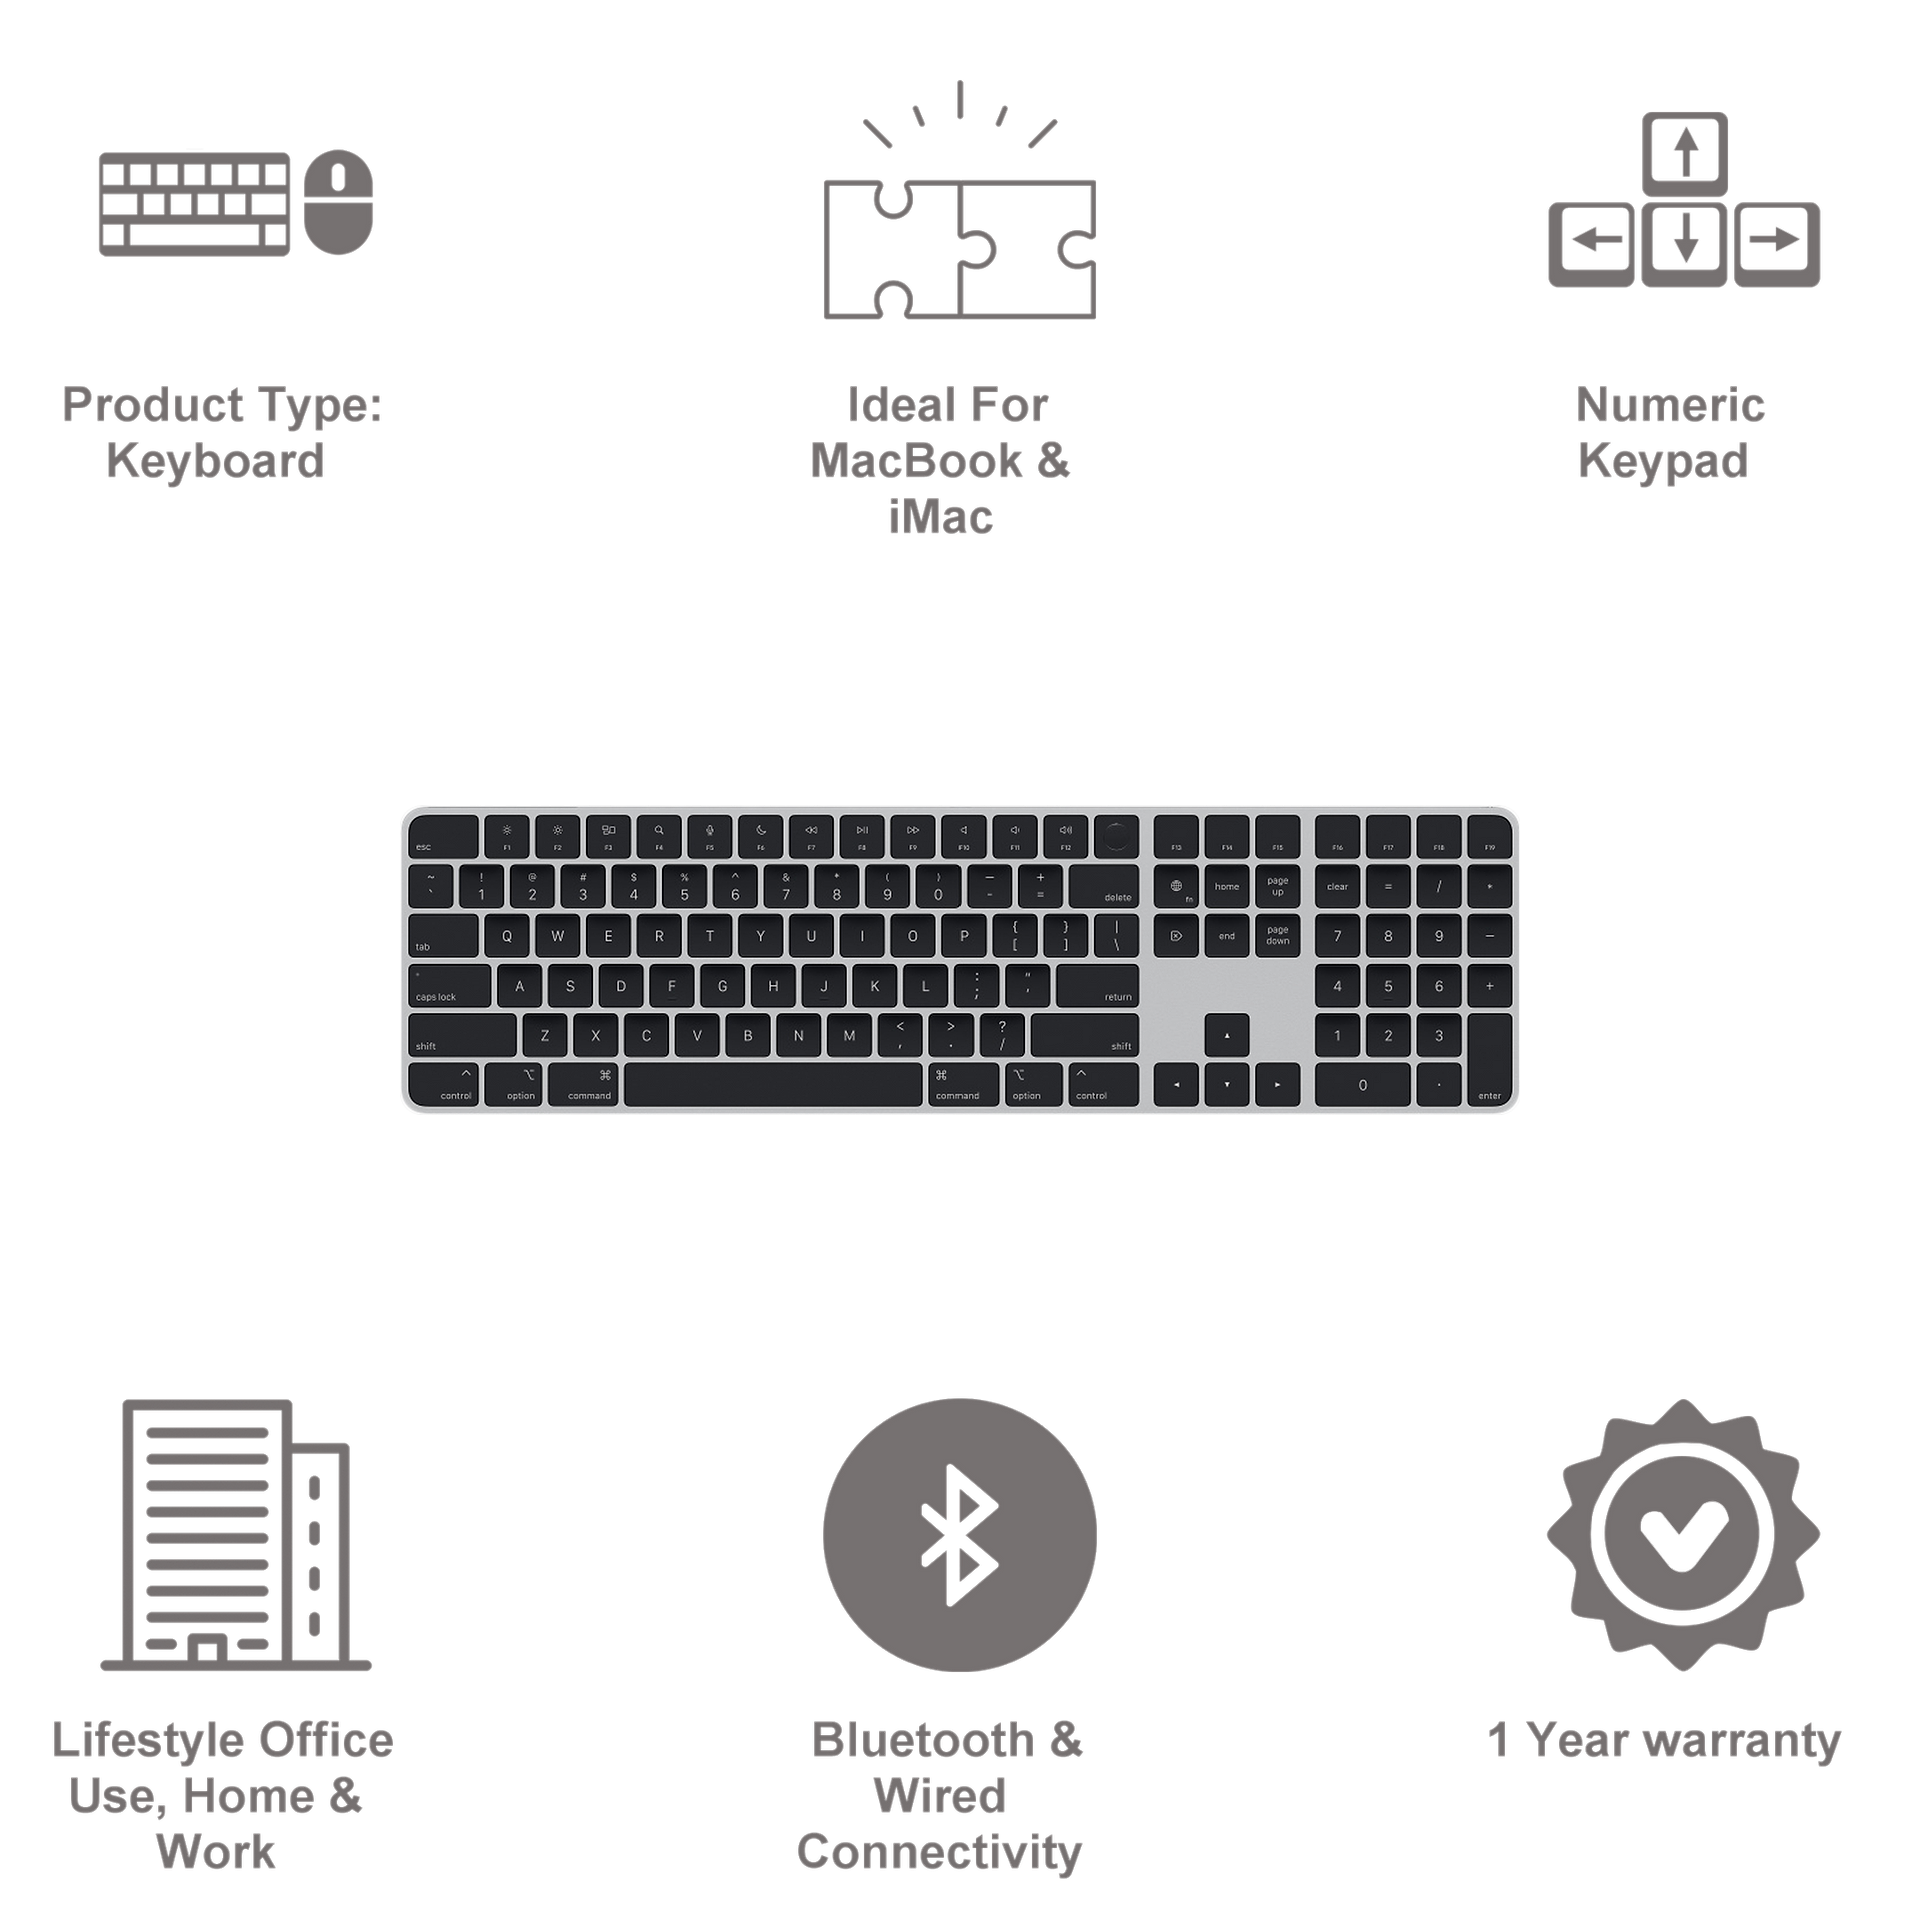 Product Type:
Keyboard
Ideal For
MacBook &
iMac
Numeric
Keypad
esc F1 F2 F3 F4 F5 F6 F7 F8 F9 F10 F11 F12 F13 F14 F15 F16 F17 F18 F19
~ ! @ # $ % ^ & * ( ) — +
` 1 2 3 4 5 6 7 8 9 0 - = delete fn home page up clear = / *
tab Q W E R T Y U I O P { [ } ] | \ end page down 7 8 9 −
caps lock A S D F G H J K L : ; " ' return 4 5 6 +
shift Z X C V B N M < , > . ? / shift 1 2 3
control option command command option control 0 . enter
Lifestyle Office
Use, Home &
Work
Bluetooth &
Wired
Connectivity
1 Year warranty